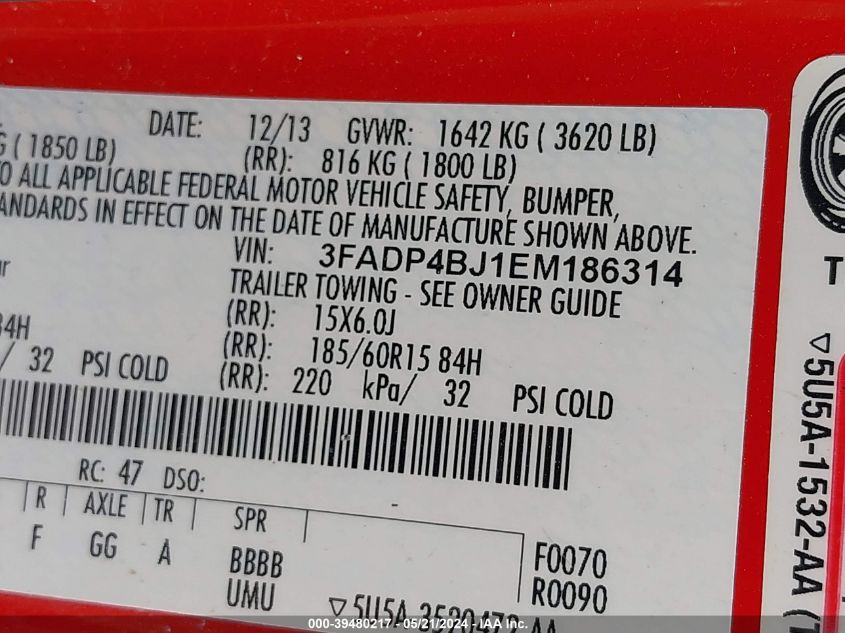 DATE: 12/13 GVWR: 1642 KG ( 3620 LB)
( 1850 LB) (RR): 816 KG ( 1800 LB)
O ALL APPLICABLE FEDERAL MOTOR VEHICLE SAFETY, BUMPER,
ANDARDS IN EFFECT ON THE DATE OF MANUFACTURE SHOWN ABOVE.
VIN: 3FADP4BJ1EM186314
TRAILER TOWING - SEE OWNER GUIDE
(RR): 15X6.0J
84H (RR): 185/60R15 84H
/ 32 PSI COLD (RR): 220 kPa/ 32 PSI COLD
RC: 47 DSO:
R AXLE TR SPR
F GG A BBBB F0070
UMU R0090
▽5U5A-3520472-AA
T
▽5U5A-1532-AA (T
000-39480217 - 05/21/2024 - IAA Inc.